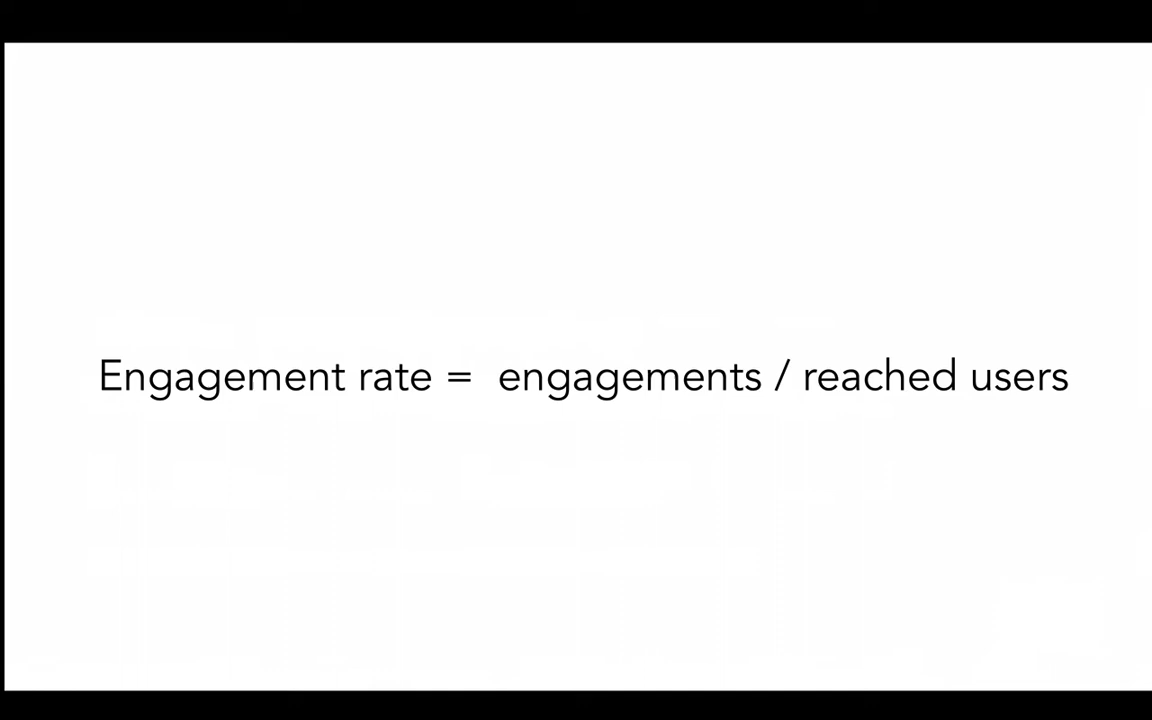 Engagement rate = engagements / reached users